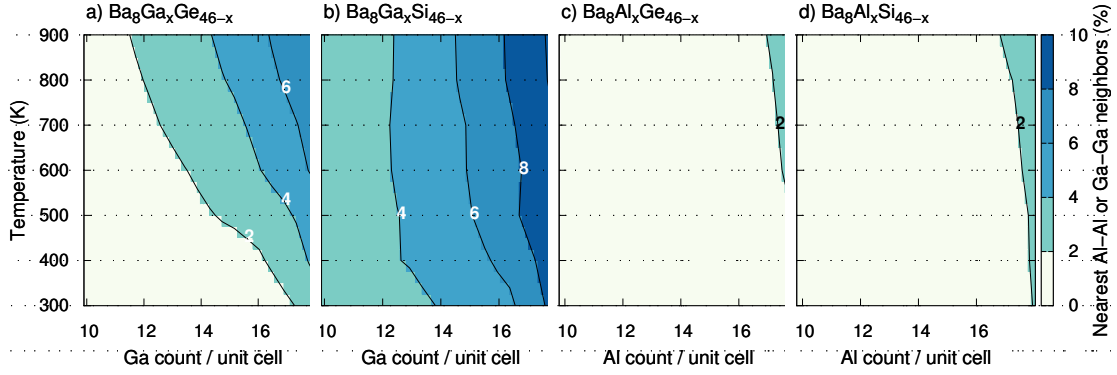 a) Ba8GaxGe46−x
b) Ba8GaxSi46−x
c) Ba8AlxGe46−x
d) Ba8AlxSi46−x
Temperature (K)
900
800
700
600
500
400
300
6
4
2
4
6
8
2
2
10
8
6
4
2
0
Nearest Al−Al or Ga−Ga neighbors (%)
10 12 14 16
10 12 14 16
10 12 14 16
10 12 14 16
Ga count / unit cell
Ga count / unit cell
Al count / unit cell
Al count / unit cell